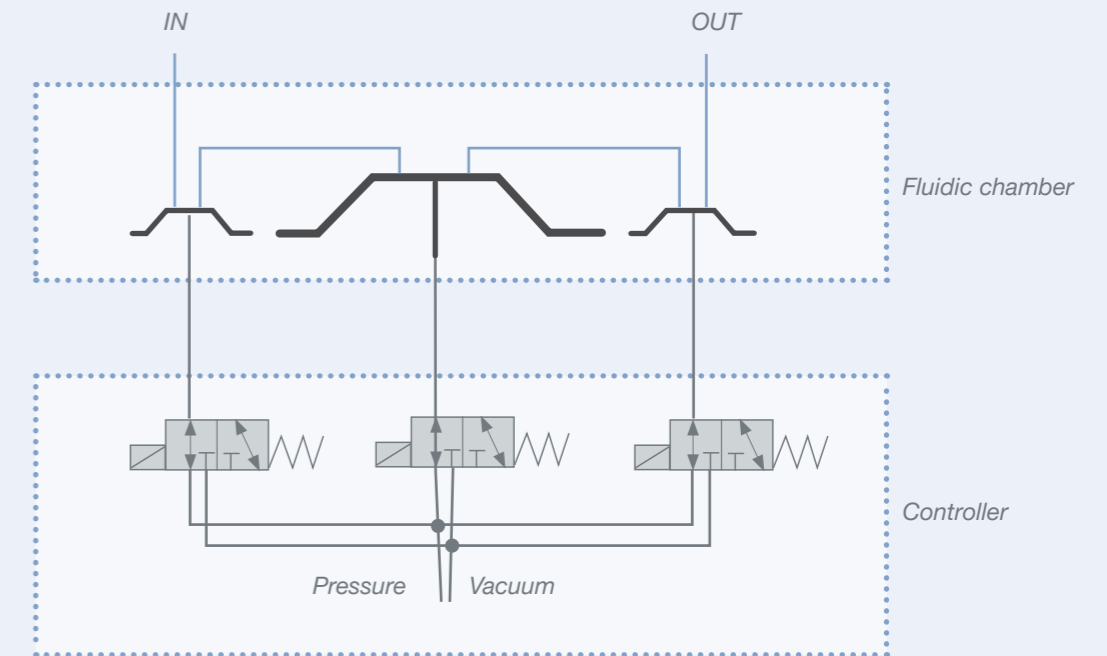 IN
OUT
Fluidic chamber
Controller
Pressure
Vacuum